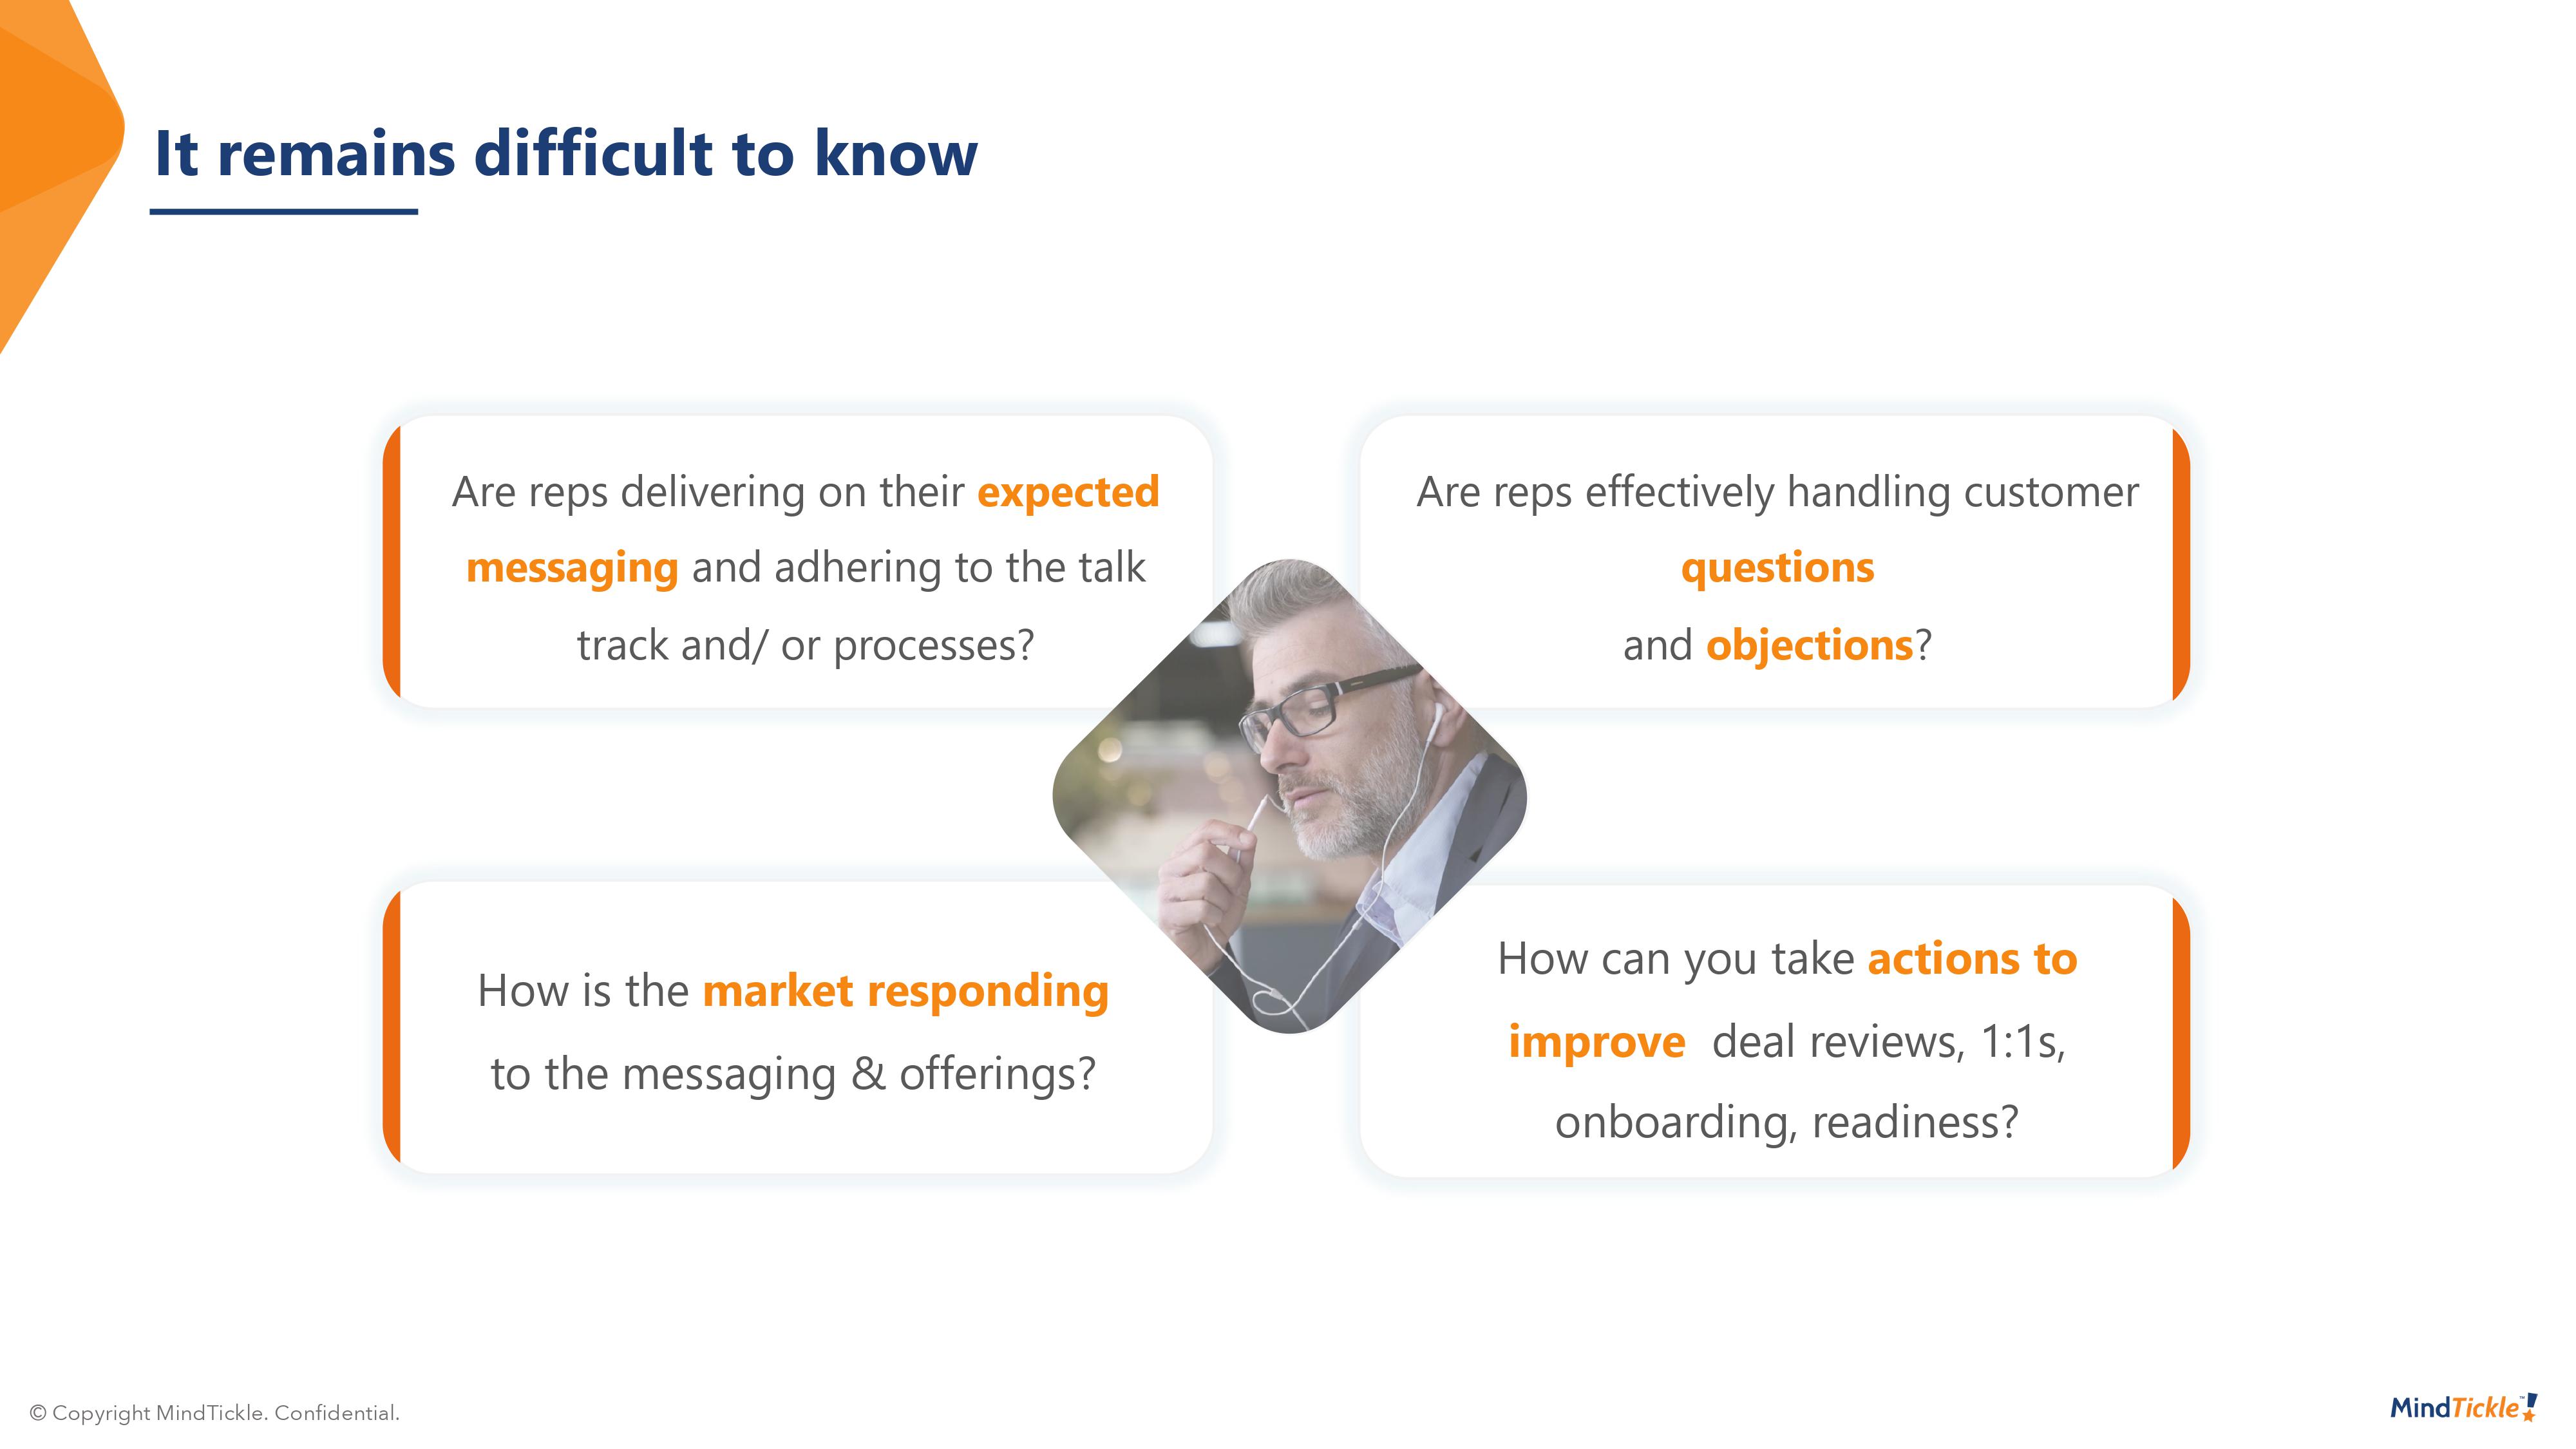 It remains difficult to know
Are reps delivering on their expected
messaging and adhering to the talk
track and/ or processes?
Are reps effectively handling customer
questions
and objections?
How is the market responding
to the messaging & offerings?
How can you take actions to
improve  deal reviews, 1:1s,
onboarding, readiness?
© Copyright MindTickle. Confidential.
MindTickle!™